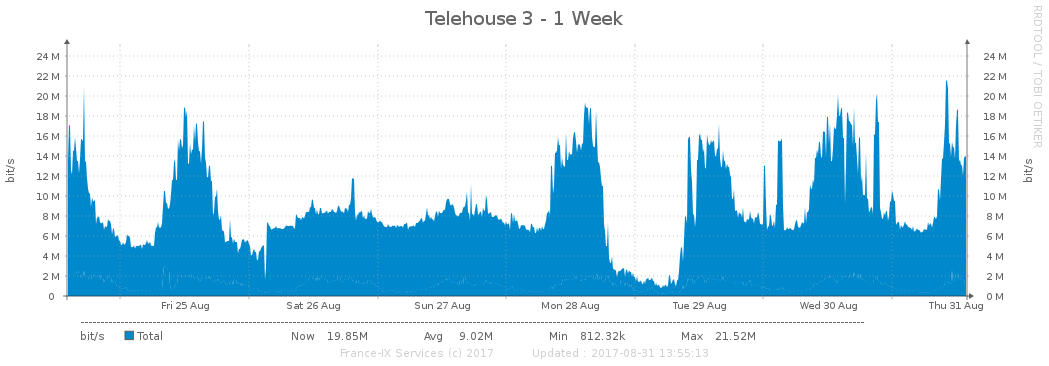 Telehouse 3 - 1 Week
RRDTOOL / TOBI OETIKER
24 M 24 M
22 M 22 M
20 M 20 M
18 M 18 M
16 M 16 M
14 M 14 M
12 M 12 M
10 M 10 M
8 M 8 M
6 M 6 M
4 M 4 M
2 M 2 M
0 0 M
bit/s bit/s
Fri 25 Aug Sat 26 Aug Sun 27 Aug Mon 28 Aug Tue 29 Aug Wed 30 Aug Thu 31 Aug
bit/s Total Now 19.85M Avg 9.02M Min 812.32k Max 21.52M
France-IX Services (c) 2017 Updated : 2017-08-31 13:55:13